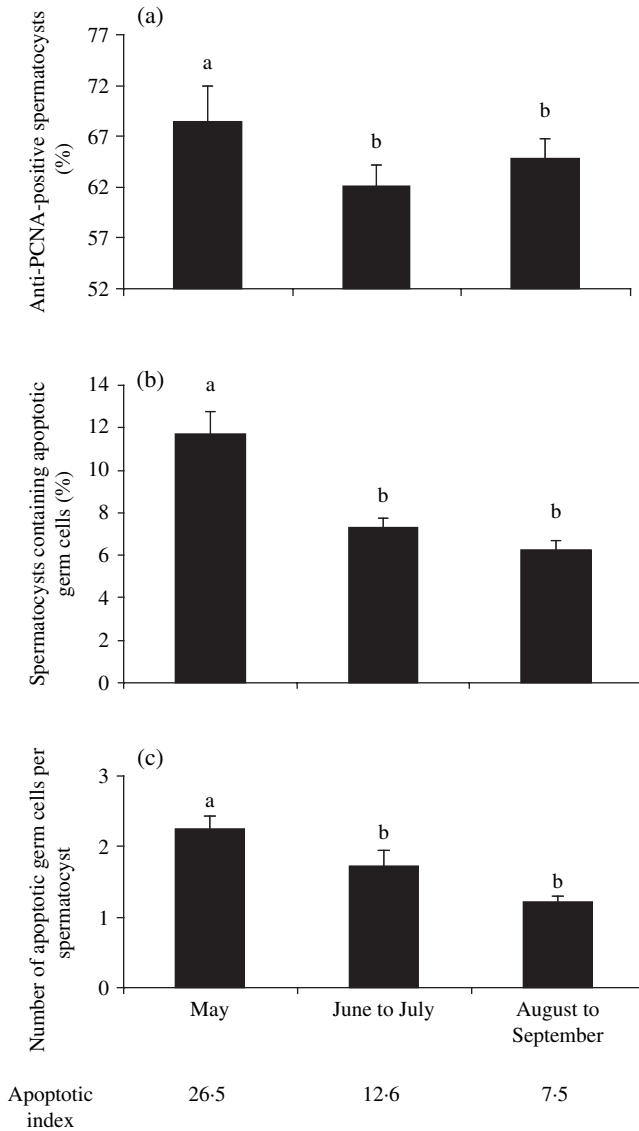 (a)
77
72
67
62
57
52
Anti-PCNA-positive spermatocysts
(%)
a
b
b
(b)
14
12
10
8
6
4
2
0
Spermatocysts containing apoptotic
germ cells (%)
a
b
b
(c)
3
2
1
0
Number of apoptotic germ cells per
spermatocyst
a
b
b
May
June to July
August to
September
Apoptotic
index
26·5
12·6
7·5